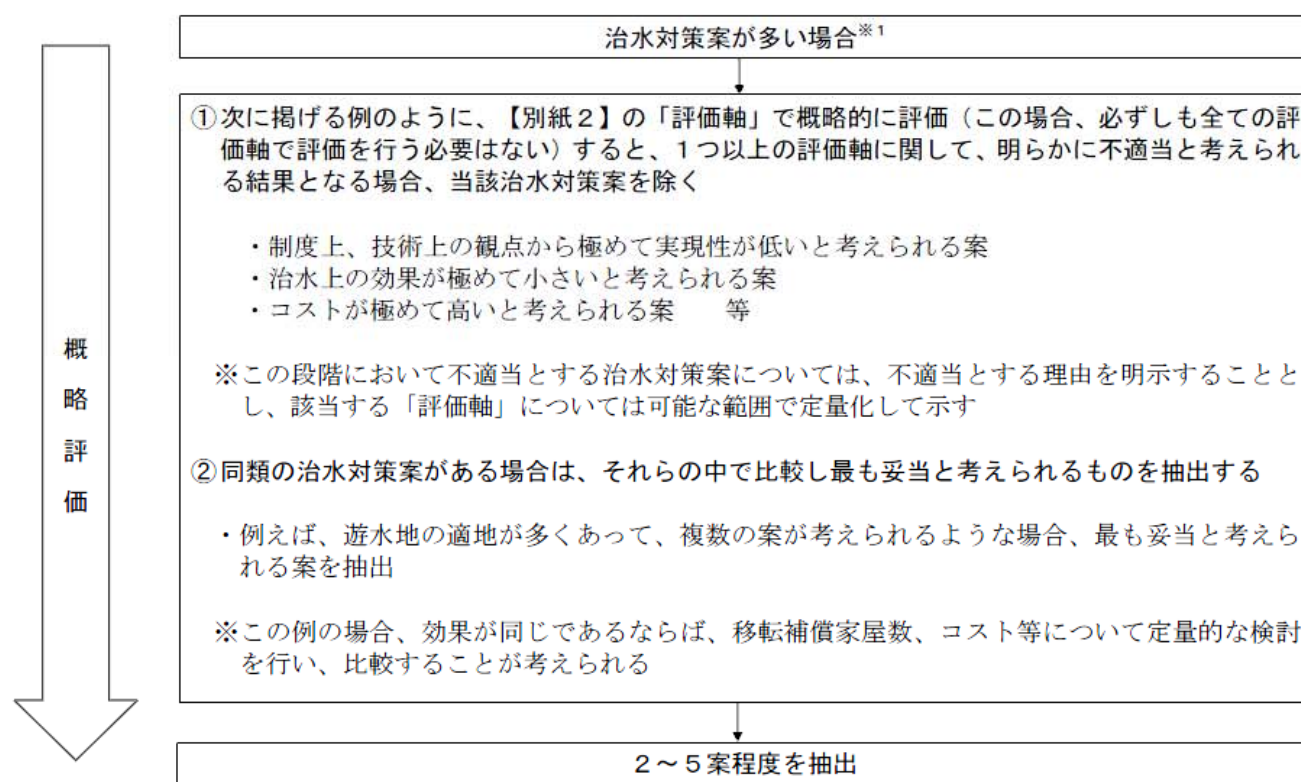 治水対策案が多い場合※1
①次に掲げる例のように、【別紙２】の「評価軸」で概略的に評価（この場合、必ずしも全ての評
価軸で評価を行う必要はない）すると、１つ以上の評価軸に関して、明らかに不適当と考えられ
る結果となる場合、当該治水対策案を除く
・制度上、技術上の観点から極めて実現性が低いと考えられる案
・治水上の効果が極めて小さいと考えられる案
・コストが極めて高いと考えられる案　　等
※この段階において不適当とする治水対策案については、不適当とする理由を明示することと
し、該当する「評価軸」については可能な範囲で定量化して示す
②同類の治水対策案がある場合は、それらの中で比較し最も妥当と考えられるものを抽出する
・例えば、遊水地の適地が多くあって、複数の案が考えられるような場合、最も妥当と考えら
れる案を抽出
※この例の場合、効果が同じであるならば、移転補償家屋数、コスト等について定量的な検討
を行い、比較することが考えられる
２～５案程度を抽出
概略評価